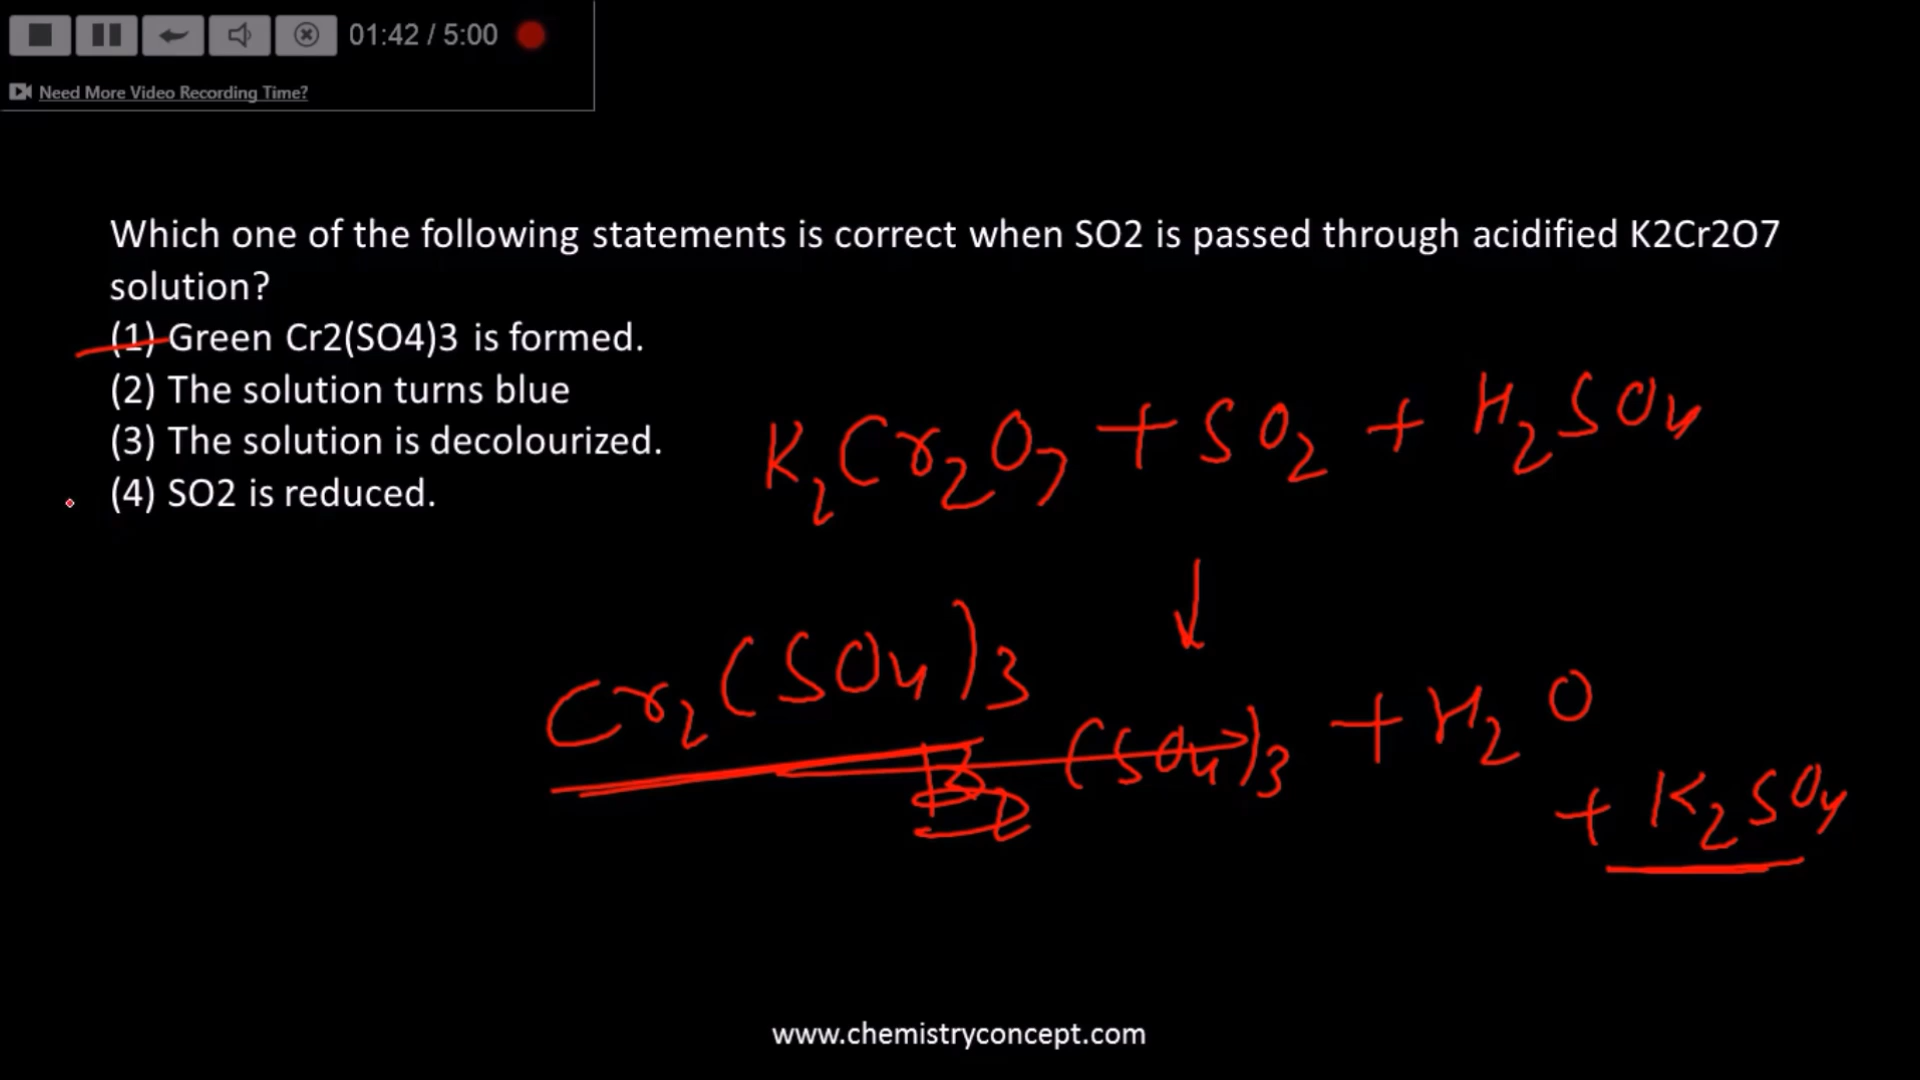 01:42 / 5:00
Need More Video Recording Time?
Which one of the following statements is correct when SO2 is passed through acidified K2Cr2O7
solution?
(1) Green Cr2(SO4)3 is formed.
(2) The solution turns blue
(3) The solution is decolourized.
(4) SO2 is reduced.
K2Cr2O7 + SO2 + H2SO4
↓
Cr2(SO4)3
(SO4)3 + H2O
+ K2SO4
www.chemistryconcept.com